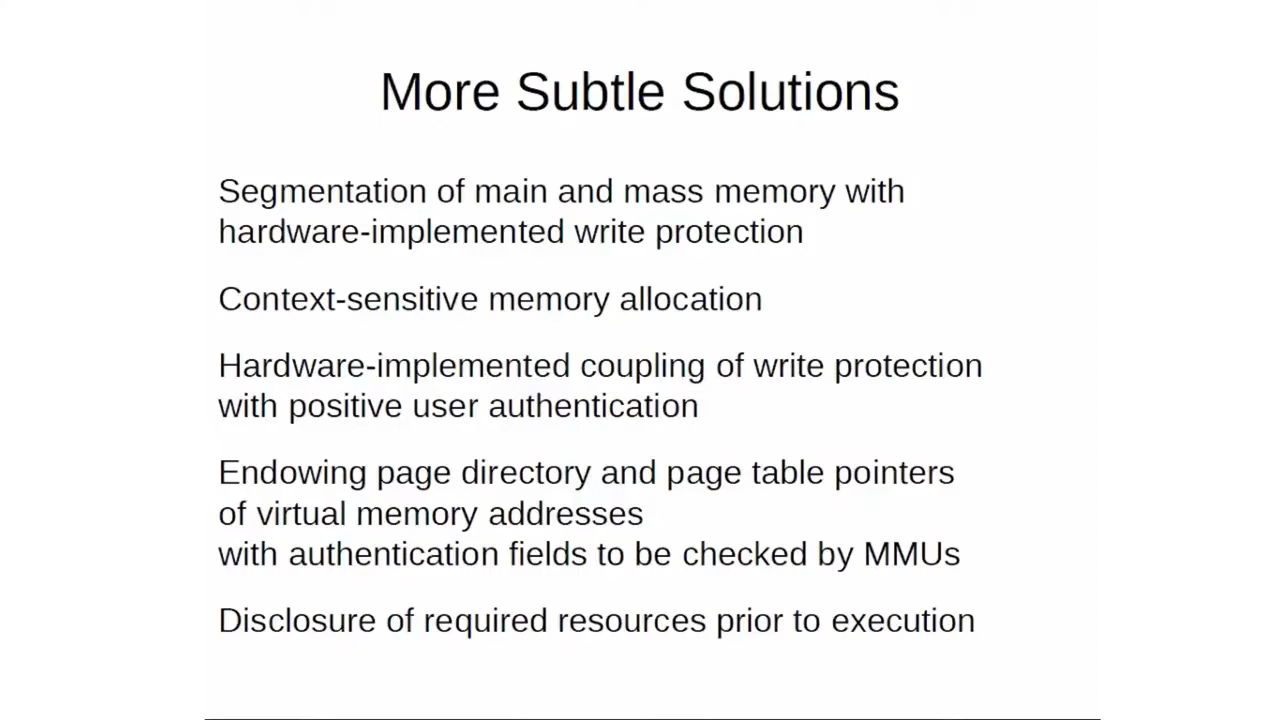 More Subtle Solutions
Segmentation of main and mass memory with
hardware-implemented write protection
Context-sensitive memory allocation
Hardware-implemented coupling of write protection
with positive user authentication
Endowing page directory and page table pointers
of virtual memory addresses
with authentication fields to be checked by MMUs
Disclosure of required resources prior to execution